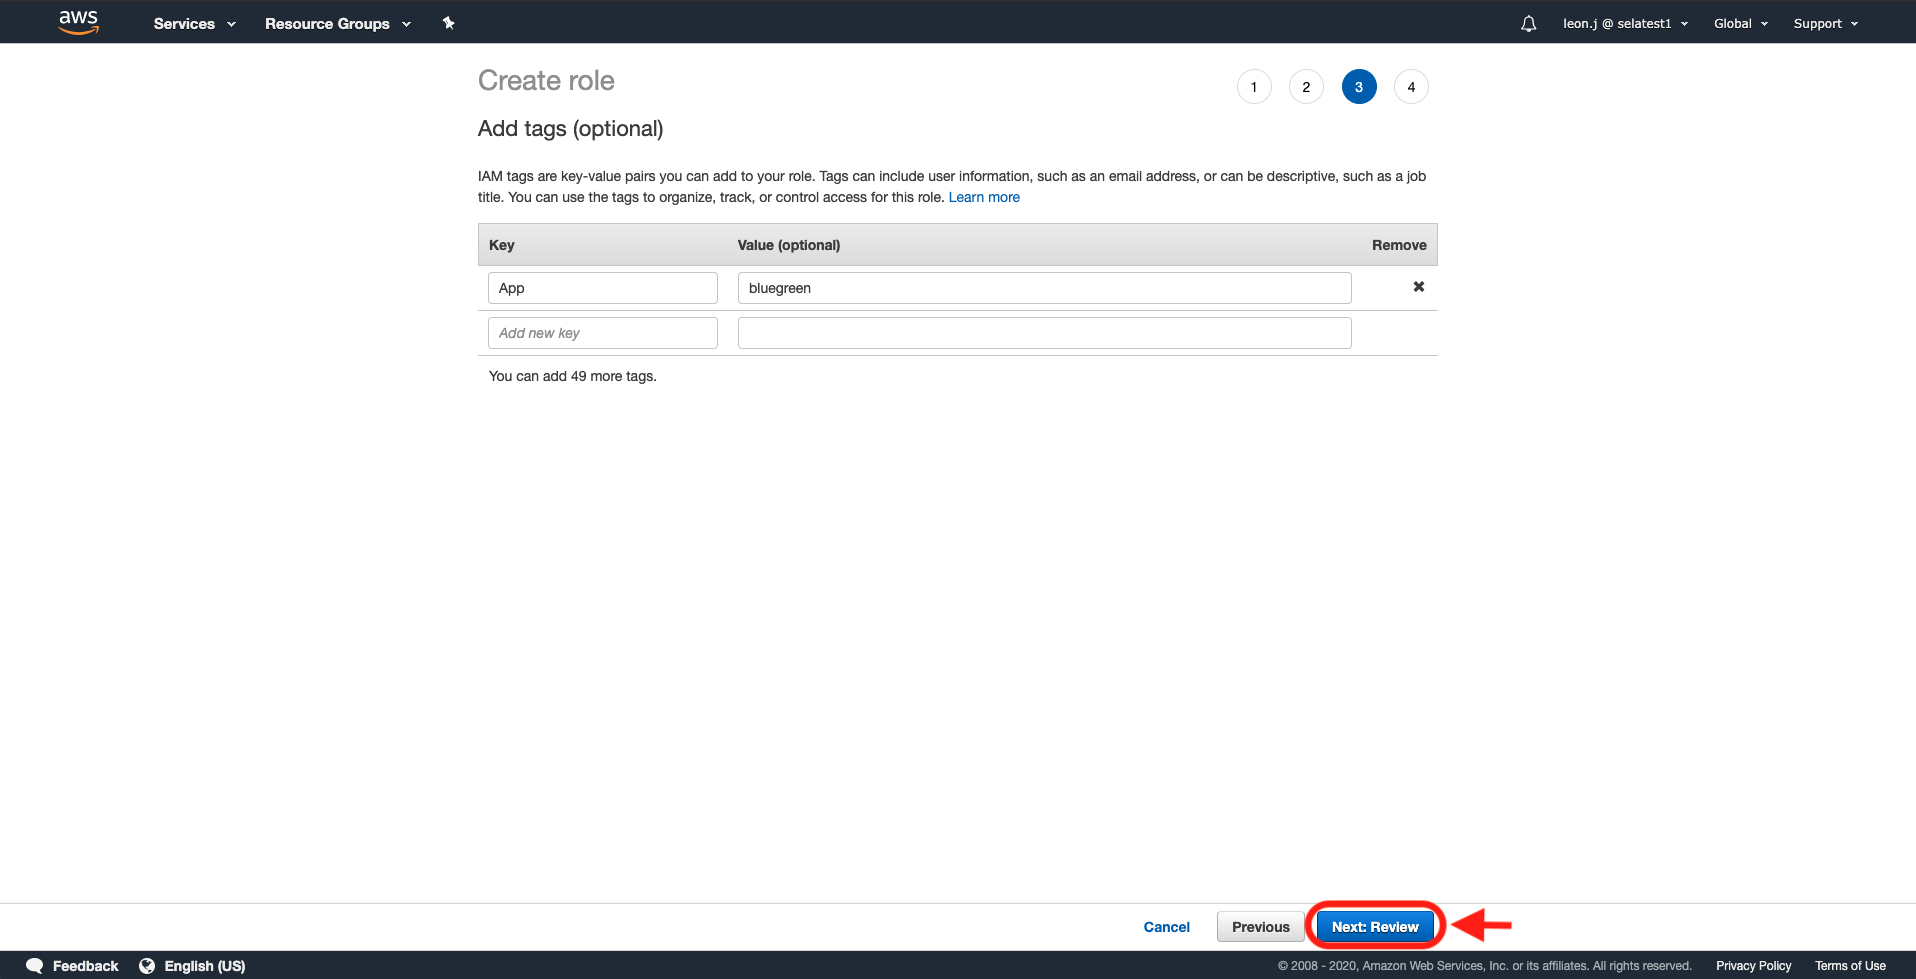 aws Services Resource Groups leon.j @ selatest1 Global Support
Create role 1 2 3 4
Add tags (optional)
IAM tags are key-value pairs you can add to your role. Tags can include user information, such as an email address, or can be descriptive, such as a job
title. You can use the tags to organize, track, or control access for this role. Learn more
Key Value (optional) Remove
App bluegreen
Add new key
You can add 49 more tags.
Cancel Previous Next: Review
Feedback English (US) © 2008 - 2020, Amazon Web Services, Inc. or its affiliates. All rights reserved. Privacy Policy Terms of Use